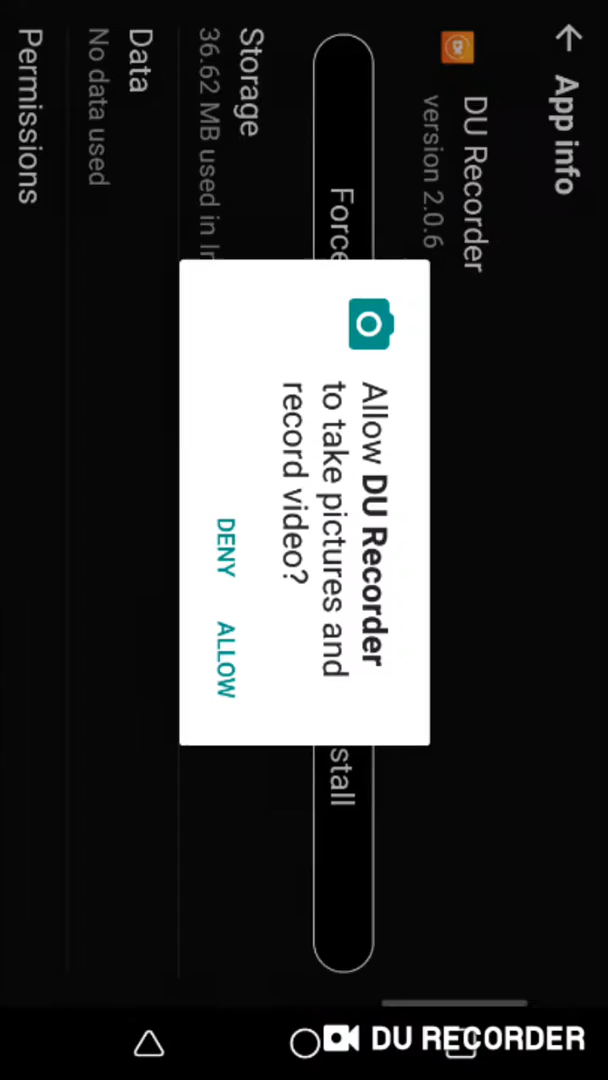 App info
DU Recorder
version 2.0.6
Force
stall
Allow DU Recorder
to take pictures and
record video?
DENY ALLOW
Storage
36.62 MB used in
Data
No data used
Permissions
DU RECORDER